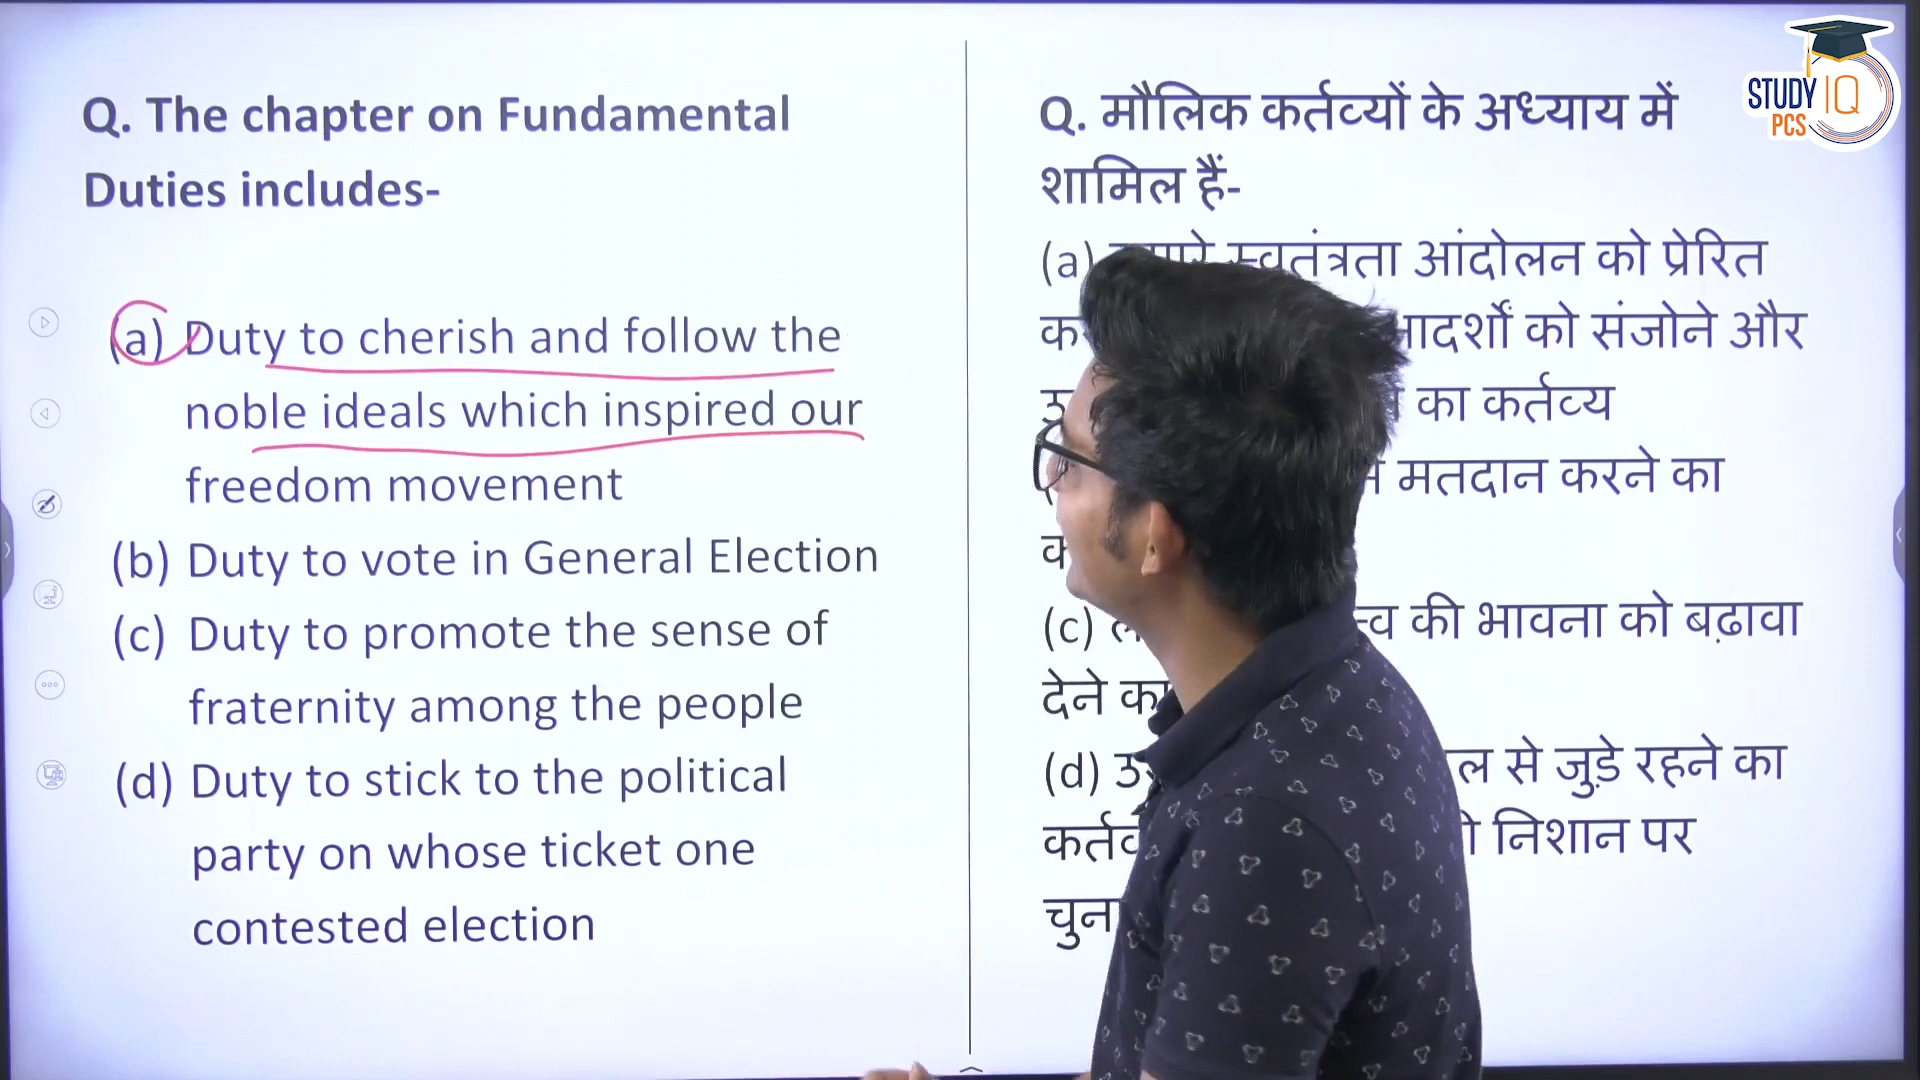 Q. The chapter on Fundamental
Duties includes-
(a) Duty to cherish and follow the
noble ideals which inspired our
freedom movement
(b) Duty to vote in General Election
(c) Duty to promote the sense of
fraternity among the people
(d) Duty to stick to the political
party on whose ticket one
contested election
Q. मौलिक कर्तव्यों के अध्याय में
शामिल हैं-
(a) स्वतंत्रता आंदोलन को प्रेरित
को संजोने और
का कर्तव्य
मतदान करने का
(c) की भावना को बढ़ावा
देने
(d) से जुड़े रहने का
निशान पर
STUDY IQ
PCS